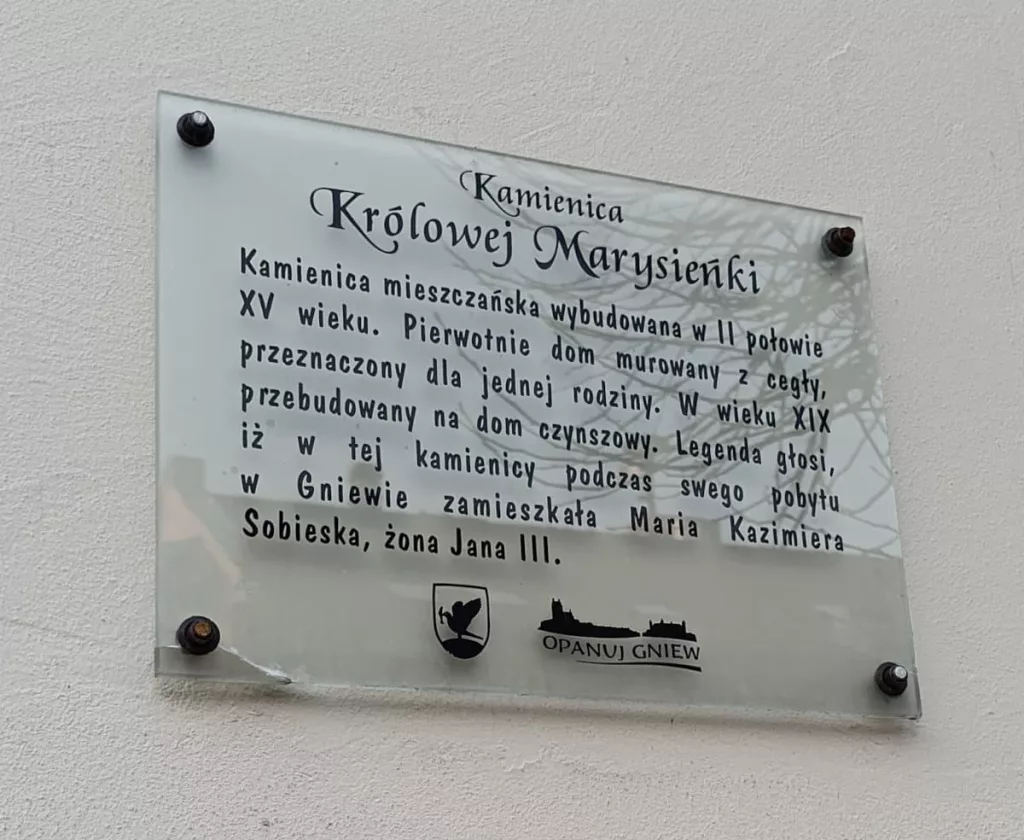 Kamienica
Królowej Marysieńki
Kamienica mieszczańska wybudowana w II połowie
XV wieku. Pierwotnie dom murowany z cegły,
przeznaczony dla jednej rodziny. W wieku XIX
przebudowany na dom czynszowy. Legenda głosi,
iż w tej kamienicy podczas swego pobytu
w Gniewie zamieszkała Maria Kazimiera
Sobieska, żona Jana III.
OPANUJ GNIEW